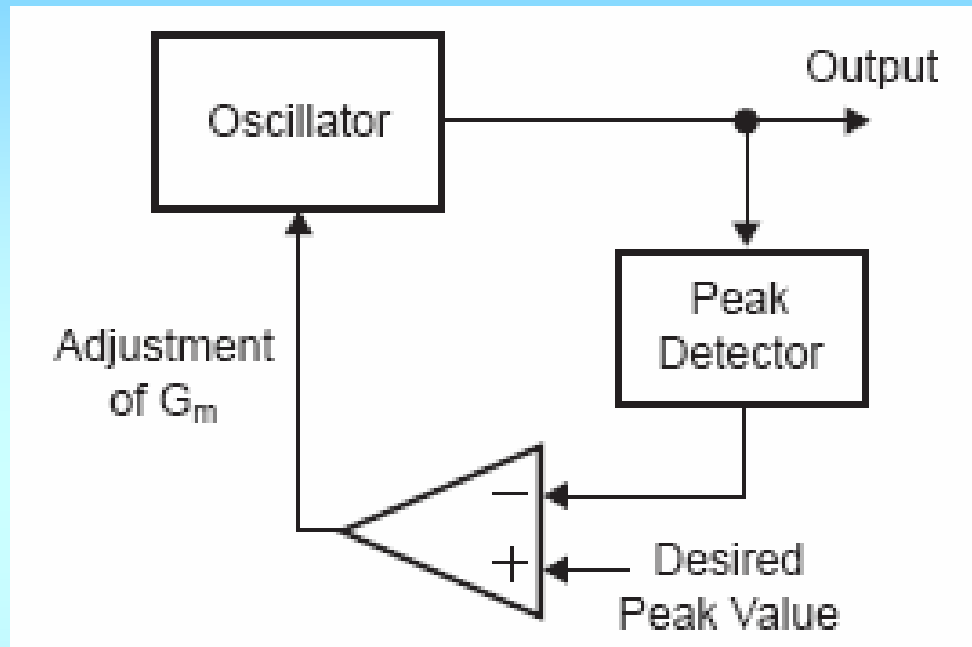 Output
Oscillator
Peak
Detector
Adjustment
of Gm
−
+
Desired
Peak Value